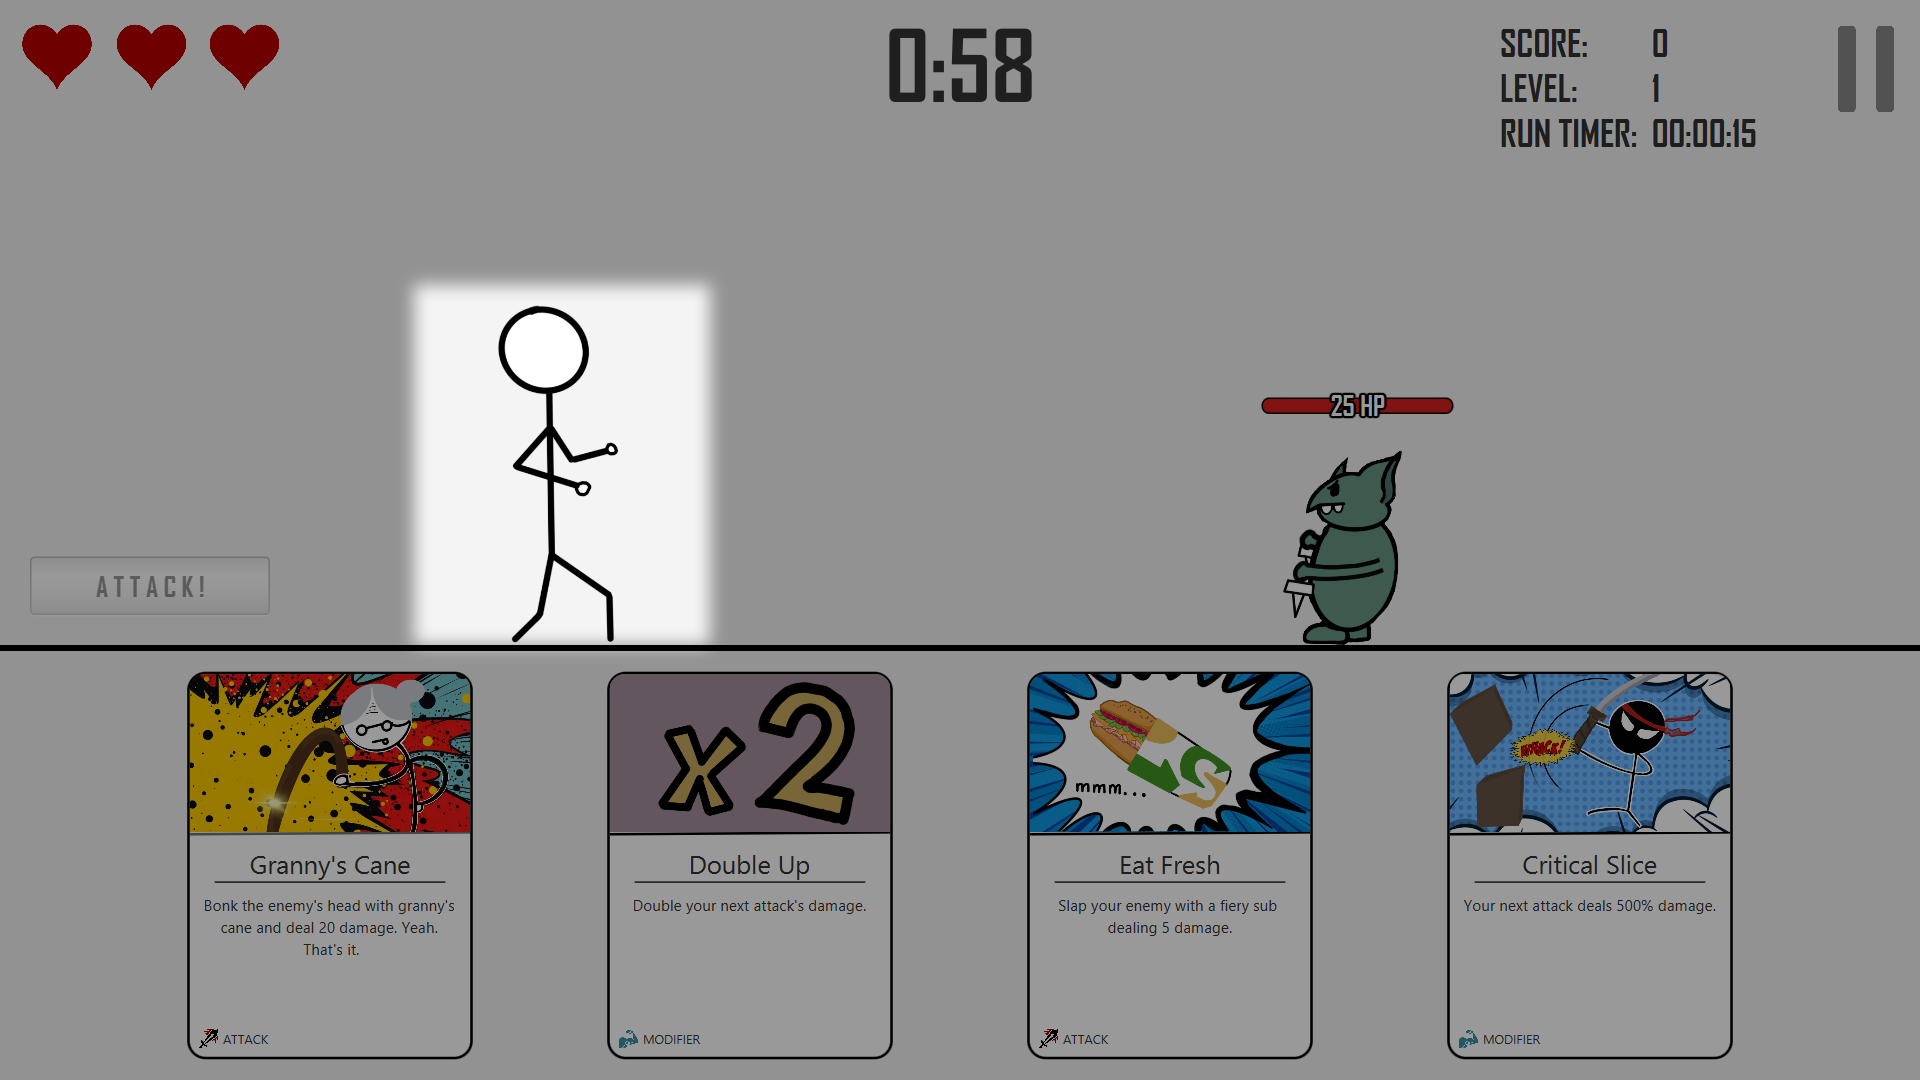 0:58
SCORE: 0
LEVEL: 1
RUN TIMER: 00:00:15
25 HP
ATTACK!
x2
mmm...
WHACK!
Granny's Cane
Bonk the enemy's head with granny's
cane and deal 20 damage. Yeah.
That's it.
ATTACK
Double Up
Double your next attack's damage.
MODIFIER
Eat Fresh
Slap your enemy with a fiery sub
dealing 5 damage.
ATTACK
Critical Slice
Your next attack deals 500% damage.
MODIFIER